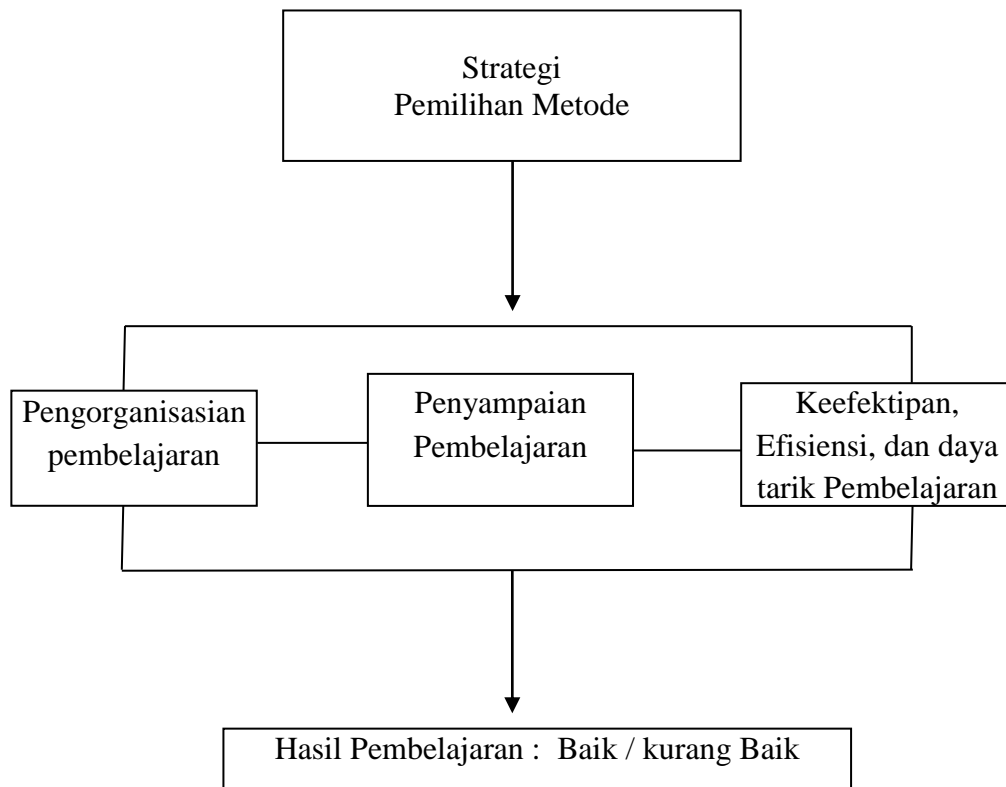 Strategi
Pemilihan Metode
Pengorganisasian
pembelajaran
Penyampaian
Pembelajaran
Keefektipan,
Efisiensi, dan daya
tarik Pembelajaran
Hasil Pembelajaran :  Baik / kurang Baik